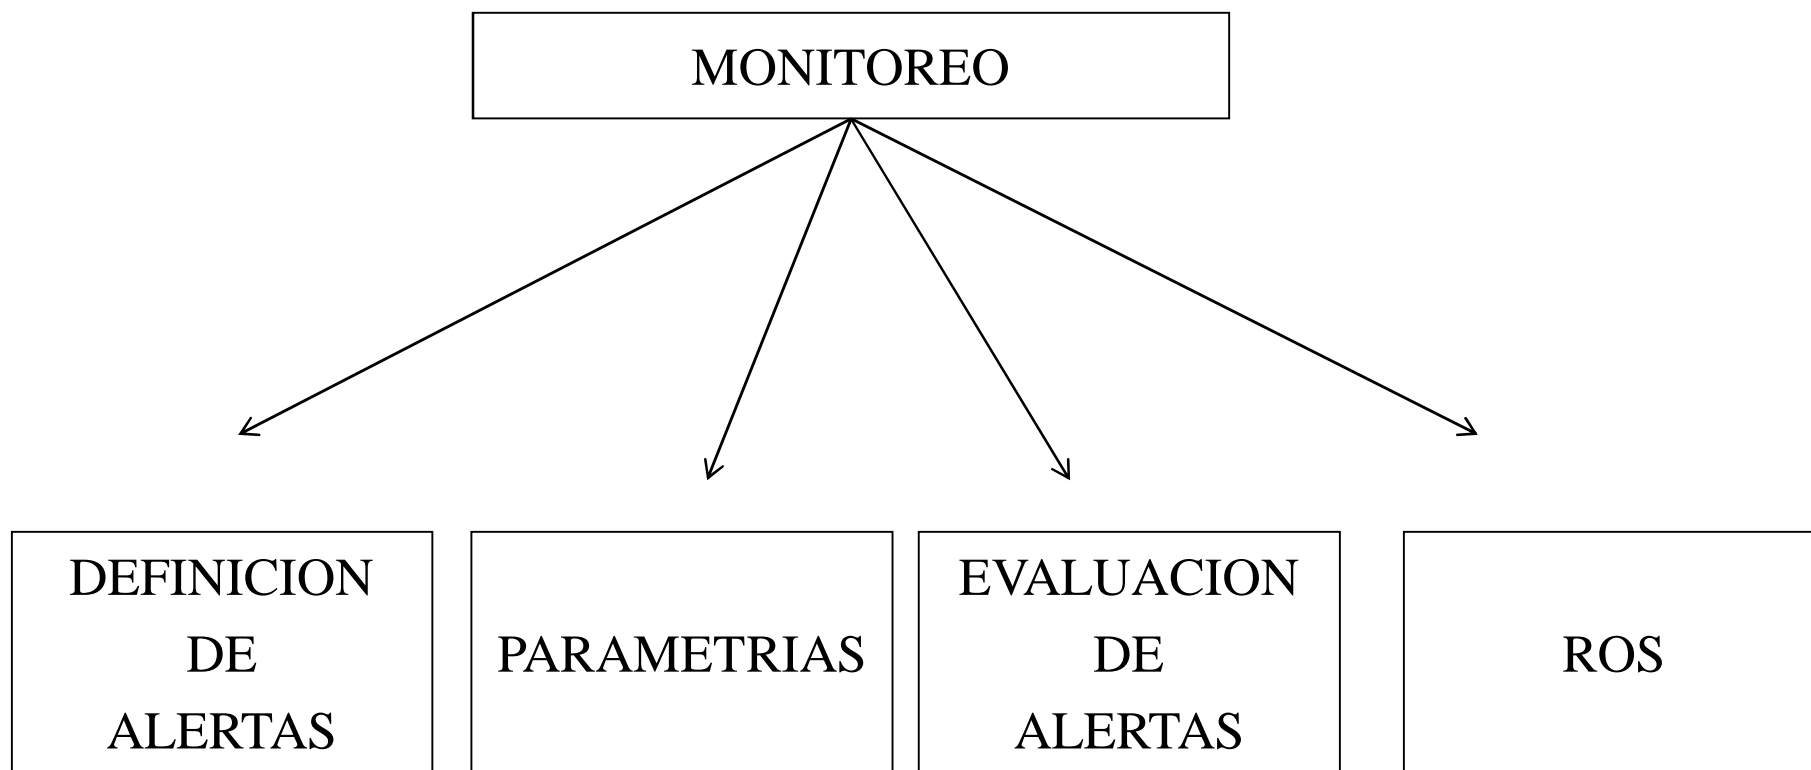 MONITOREO
DEFINICION
DE
ALERTAS
PARAMETRIAS
EVALUACION
DE
ALERTAS
ROS